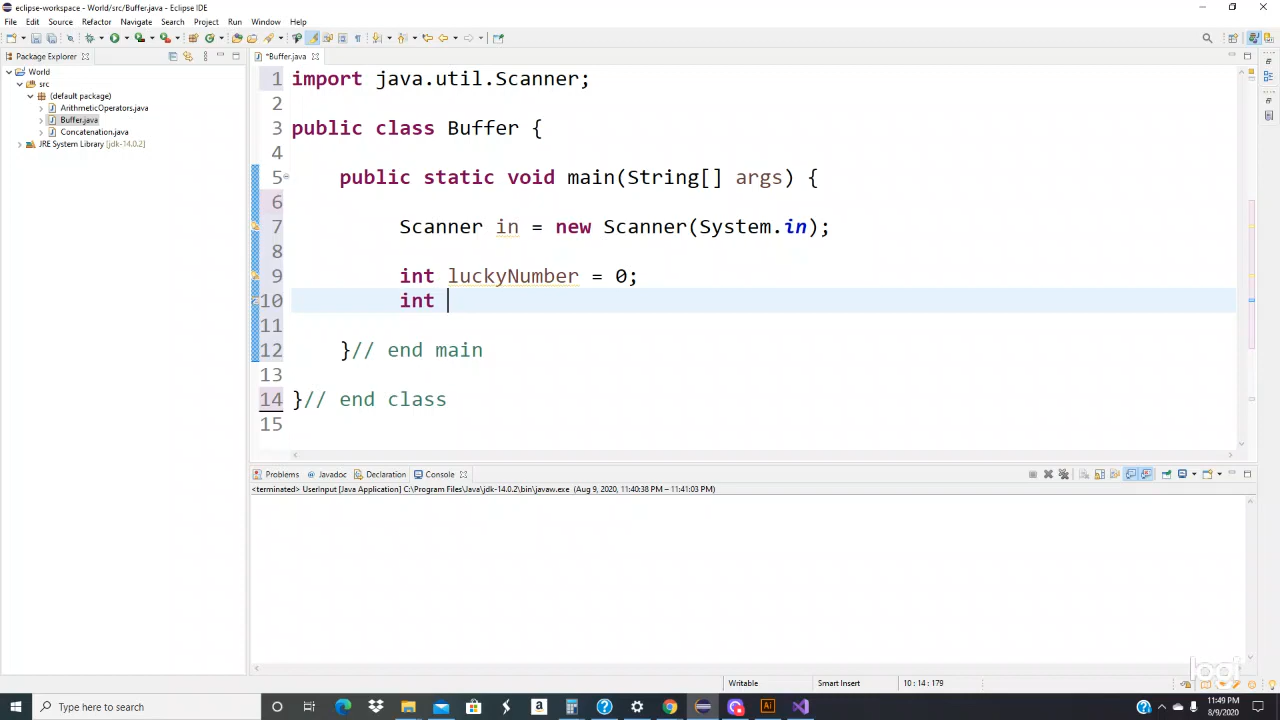 eclipse-workspace - World/src/Buffer.java - Eclipse IDE
File Edit Source Refactor Navigate Search Project Run Window Help
Package Explorer
*Buffer.java
World
src
(default package)
ArithmeticOperators.java
Buffer.java
Concatenation.java
JRE System Library [jdk-14.0.2]
1 import java.util.Scanner;
2
3 public class Buffer {
4
5 public static void main(String[] args) {
6
7 Scanner in = new Scanner(System.in);
8
9 int luckyNumber = 0;
10 int
11
12 }// end main
13
14 }// end class
15
Problems @ Javadoc Declaration Console
<terminated> UserInput [Java Application] C:\Program Files\Java\jdk-14.0.2\bin\javaw.exe (Aug 9, 2020, 11:40:38 PM – 11:41:03 PM)
logi
Writable Smart Insert 10 : 14 : 179
Type here to search
11:49 PM
8/9/2020